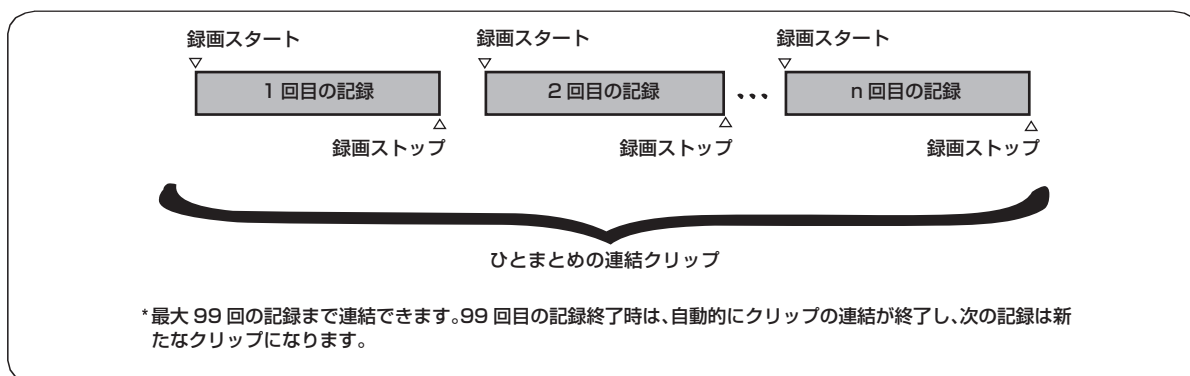 録画スタート 録画スタート 録画スタート
1 回目の記録 2 回目の記録 ... n 回目の記録
録画ストップ 録画ストップ 録画ストップ
ひとまとめの連結クリップ
*最大 99 回の記録まで連結できます。99 回目の記録終了時は、自動的にクリップの連結が終了し、次の記録は新
たなクリップになります。